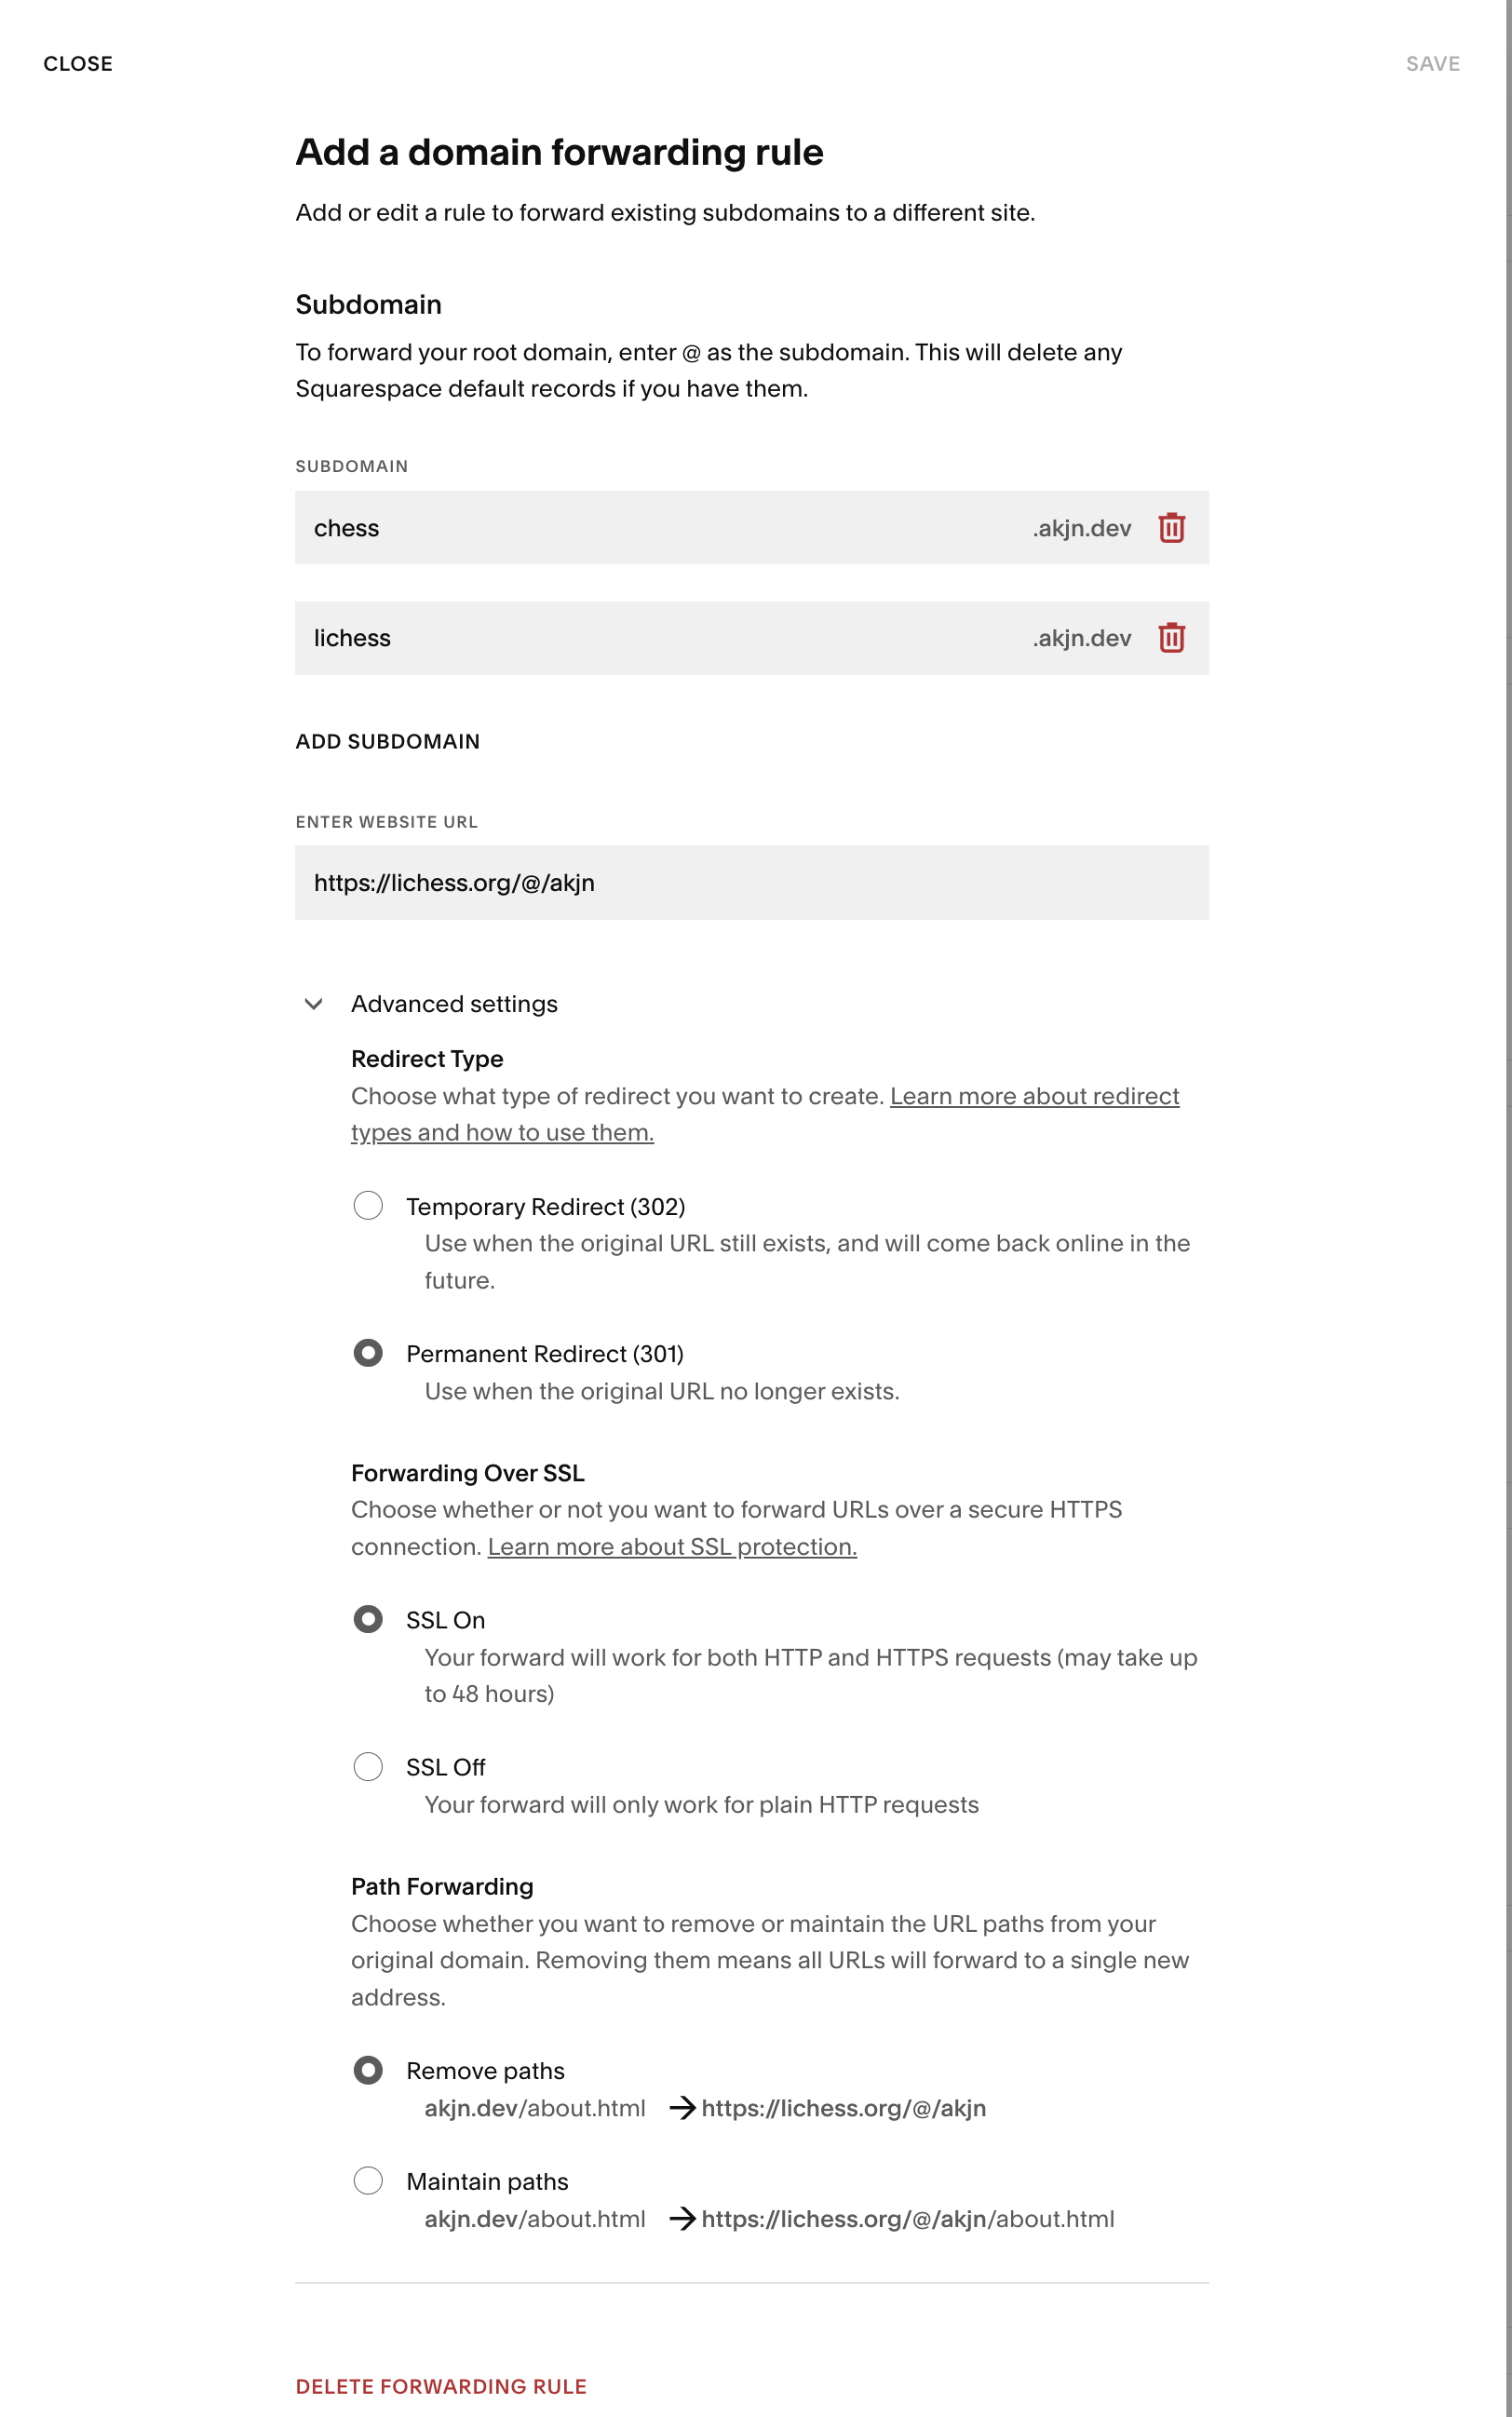 CLOSE
SAVE
Add a domain forwarding rule
Add or edit a rule to forward existing subdomains to a different site.
Subdomain
To forward your root domain, enter @ as the subdomain. This will delete any
Squarespace default records if you have them.
SUBDOMAIN
chess .akjn.dev
lichess .akjn.dev
ADD SUBDOMAIN
ENTER WEBSITE URL
https://lichess.org/@/akjn
Advanced settings
Redirect Type
Choose what type of redirect you want to create. Learn more about redirect
types and how to use them.
Temporary Redirect (302)
Use when the original URL still exists, and will come back online in the
future.
Permanent Redirect (301)
Use when the original URL no longer exists.
Forwarding Over SSL
Choose whether or not you want to forward URLs over a secure HTTPS
connection. Learn more about SSL protection.
SSL On
Your forward will work for both HTTP and HTTPS requests (may take up
to 48 hours)
SSL Off
Your forward will only work for plain HTTP requests
Path Forwarding
Choose whether you want to remove or maintain the URL paths from your
original domain. Removing them means all URLs will forward to a single new
address.
Remove paths
akjn.dev/about.html → https://lichess.org/@/akjn
Maintain paths
akjn.dev/about.html → https://lichess.org/@/akjn/about.html
DELETE FORWARDING RULE